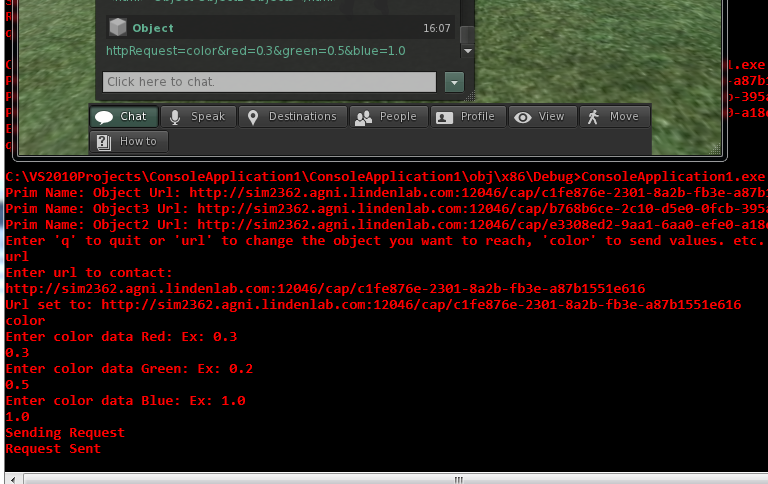 Object
16:07
httpRequest=color&red=0.3&green=0.5&blue=1.0
Click here to chat.
Chat
Speak
Destinations
People
Profile
View
Move
How to
C:\VS2010Projects\ConsoleApplication1\ConsoleApplication1\obj\x86\Debug>ConsoleApplication1.exe
Prim Name: Object Url: http://sim2362.agni.lindenlab.com:12046/cap/c1fe876e-2301-8a2b-fb3e-a87b1
Prim Name: Object3 Url: http://sim2362.agni.lindenlab.com:12046/cap/b768b6ce-2c10-d5e0-0fcb-395a
Prim Name: Object2 Url: http://sim2362.agni.lindenlab.com:12046/cap/e3308ed2-9aa1-6aa0-efe0-a18c
Enter 'q' to quit or 'url' to change the object you want to reach, 'color' to send values. etc.
url
Enter url to contact:
http://sim2362.agni.lindenlab.com:12046/cap/c1fe876e-2301-8a2b-fb3e-a87b1551e616
Url set to: http://sim2362.agni.lindenlab.com:12046/cap/c1fe876e-2301-8a2b-fb3e-a87b1551e616
color
Enter color data Red: Ex: 0.3
0.3
Enter color data Green: Ex: 0.2
0.5
Enter color data Blue: Ex: 1.0
1.0
Sending Request
Request Sent